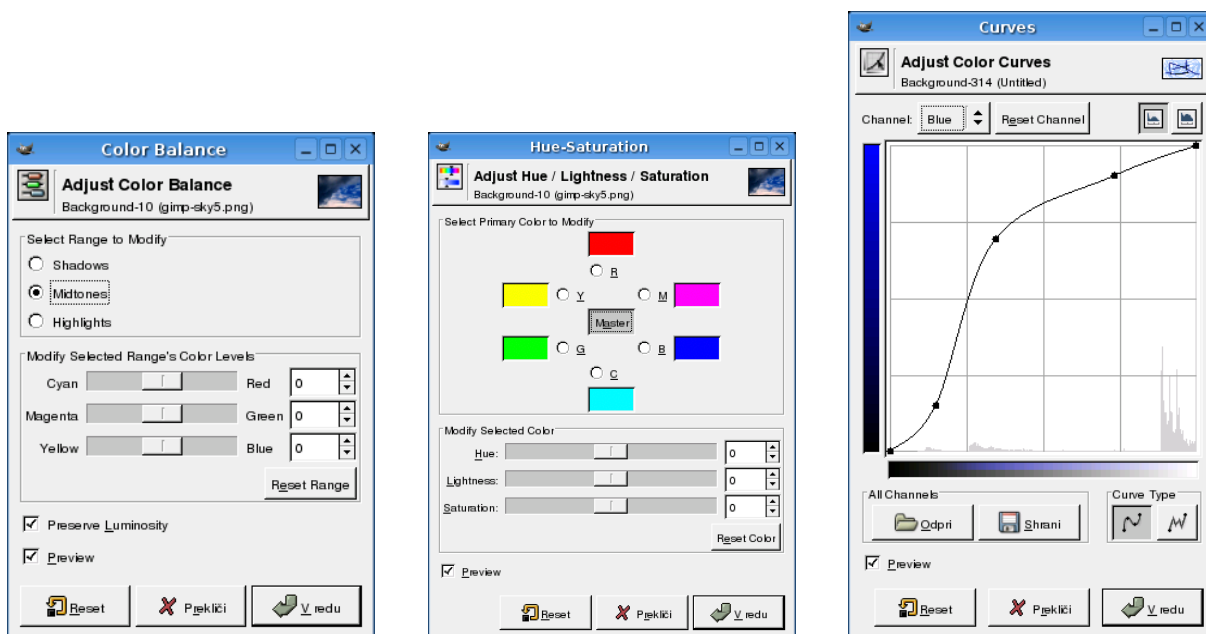 Color Balance
Adjust Color Balance
Background-10 (gimp-sky5.png)
Select Range to Modify
Shadows
Midtones
Highlights
Modify Selected Range's Color Levels
Cyan Red 0
Magenta Green 0
Yellow Blue 0
Reset Range
Preserve Luminosity
Preview
Reset Prekliči V redu
Hue-Saturation
Adjust Hue / Lightness / Saturation
Background-10 (gimp-sky5.png)
Select Primary Color to Modify
R
Y M
Master
G B
C
Modify Selected Color
Hue: 0
Lightness: 0
Saturation: 0
Reset Color
Preview
Reset Prekliči V redu
Curves
Adjust Color Curves
Background-314 (Untitled)
Channel: Blue Reset Channel
All Channels Curve Type
Odpri Shrani
Preview
Reset Prekliči V redu